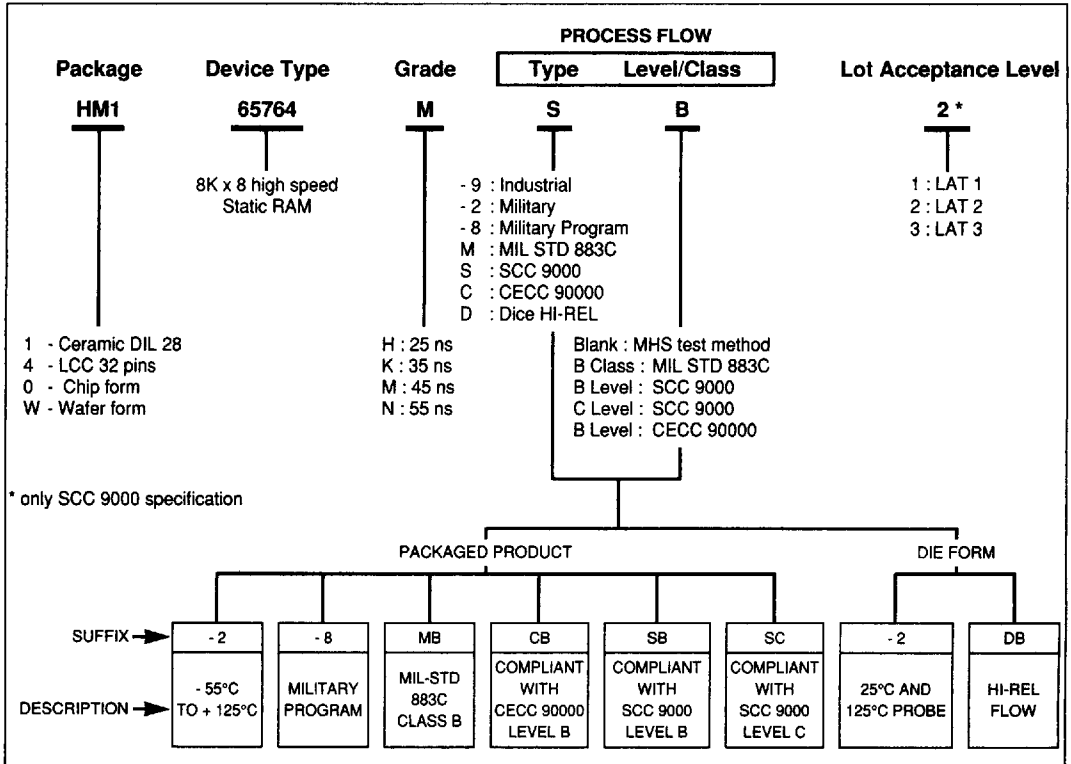 PROCESS FLOW
Package Device Type Grade Type Level/Class Lot Acceptance Level
HM1 65764 M S B 2 *
8K x 8 high speed
Static RAM
- 9 : Industrial
- 2 : Military
- 8 : Military Program
M : MIL STD 883C
S : SCC 9000
C : CECC 90000
D : Dice HI-REL
1 : LAT 1
2 : LAT 2
3 : LAT 3
1 - Ceramic DIL 28
4 - LCC 32 pins
0 - Chip form
W - Wafer form
H : 25 ns
K : 35 ns
M : 45 ns
N : 55 ns
Blank : MHS test method
B Class : MIL STD 883C
B Level : SCC 9000
C Level : SCC 9000
B Level : CECC 90000
* only SCC 9000 specification
PACKAGED PRODUCT DIE FORM
SUFFIX - 2 - 8 MB CB SB SC - 2 DB
DESCRIPTION
- 55°C
TO + 125°C
MILITARY
PROGRAM
MIL-STD
883C
CLASS B
COMPLIANT
WITH
CECC 90000
LEVEL B
COMPLIANT
WITH
SCC 9000
LEVEL B
COMPLIANT
WITH
SCC 9000
LEVEL C
25°C AND
125°C PROBE
HI-REL
FLOW